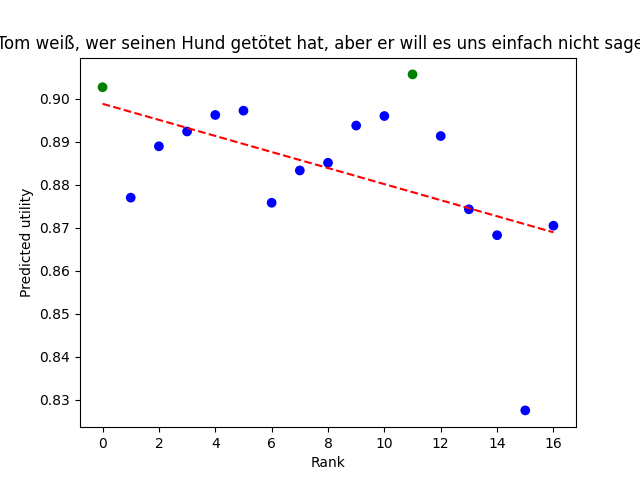 Tom weiß, wer seinen Hund getötet hat, aber er will es uns einfach nicht sage
Predicted utility
0.90
0.89
0.88
0.87
0.86
0.85
0.84
0.83
0 2 4 6 8 10 12 14 16
Rank